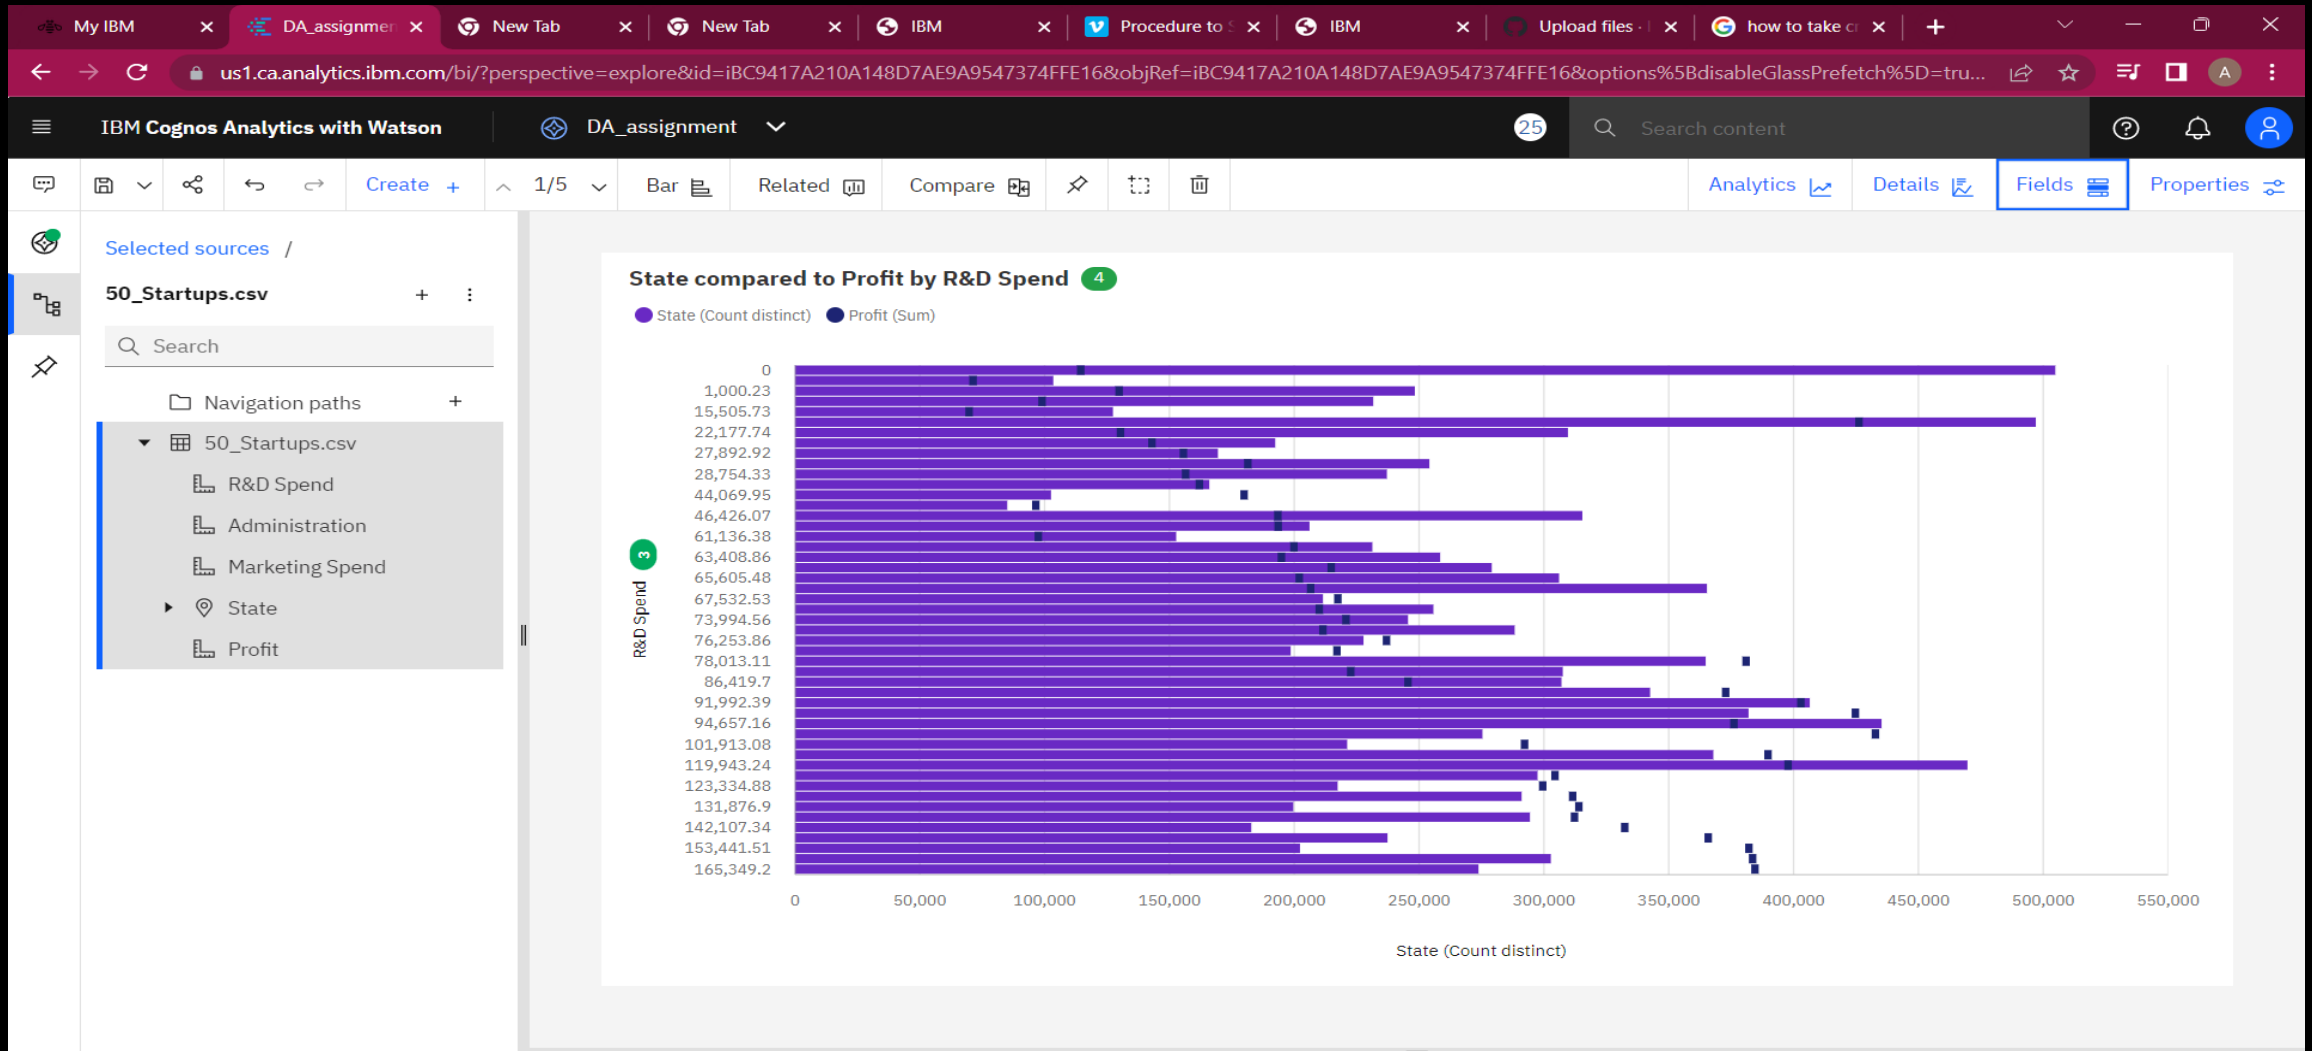 My IBM
DA_assignmen
New Tab
New Tab
IBM
Procedure to S
IBM
Upload files ·
how to take cr
us1.ca.analytics.ibm.com/bi/?perspective=explore&id=iBC9417A210A148D7AE9A9547374FFE16&objRef=iBC9417A210A148D7AE9A9547374FFE16&options%5BdisableGlassPrefetch%5D=tru...
A
IBM Cognos Analytics with Watson
DA_assignment
25
Search content
Create +
1/5
Bar
Related
Compare
Analytics
Details
Fields
Properties
Selected sources /
50_Startups.csv
Search
Navigation paths
50_Startups.csv
R&D Spend
Administration
Marketing Spend
State
Profit
State compared to Profit by R&D Spend 4
State (Count distinct) Profit (Sum)
3
R&D Spend
0
1,000.23
15,505.73
22,177.74
27,892.92
28,754.33
44,069.95
46,426.07
61,136.38
63,408.86
65,605.48
67,532.53
73,994.56
76,253.86
78,013.11
86,419.7
91,992.39
94,657.16
101,913.08
119,943.24
123,334.88
131,876.9
142,107.34
153,441.51
165,349.2
0 50,000 100,000 150,000 200,000 250,000 300,000 350,000 400,000 450,000 500,000 550,000
State (Count distinct)